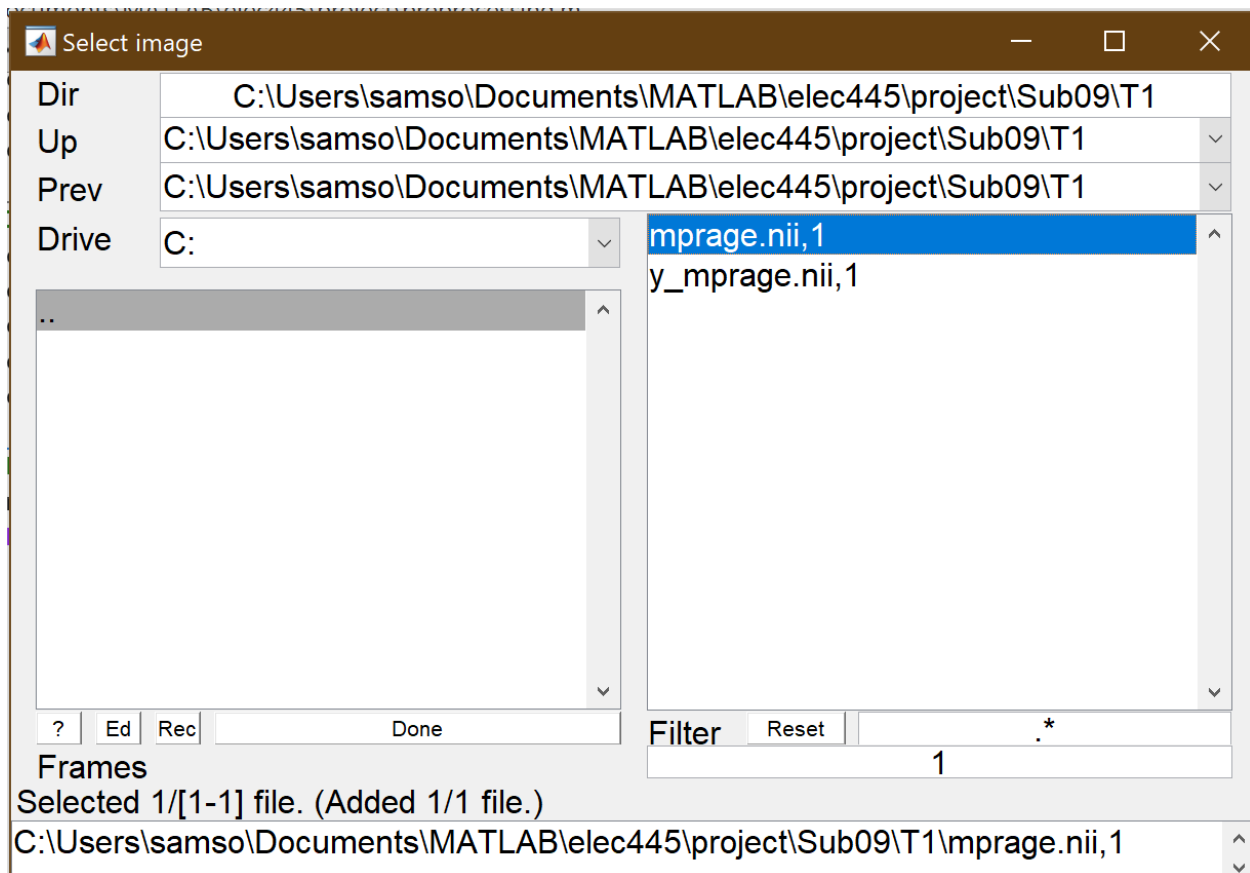 Select image
Dir C:\Users\samso\Documents\MATLAB\elec445\project\Sub09\T1
Up C:\Users\samso\Documents\MATLAB\elec445\project\Sub09\T1
Prev C:\Users\samso\Documents\MATLAB\elec445\project\Sub09\T1
Drive C:
mprage.nii,1
y_mprage.nii,1
..
? Ed Rec Done
Filter Reset .*
Frames 1
Selected 1/[1-1] file. (Added 1/1 file.)
C:\Users\samso\Documents\MATLAB\elec445\project\Sub09\T1\mprage.nii,1